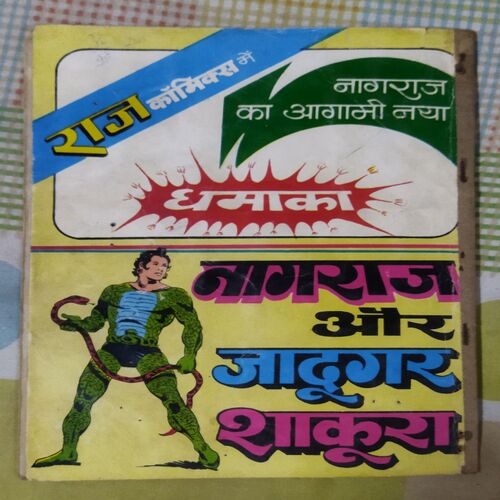 राज कॉमिक्स में
नागराज
का आगामी नया
धमाका
नागराज
और
जादूगर
शाकूरा